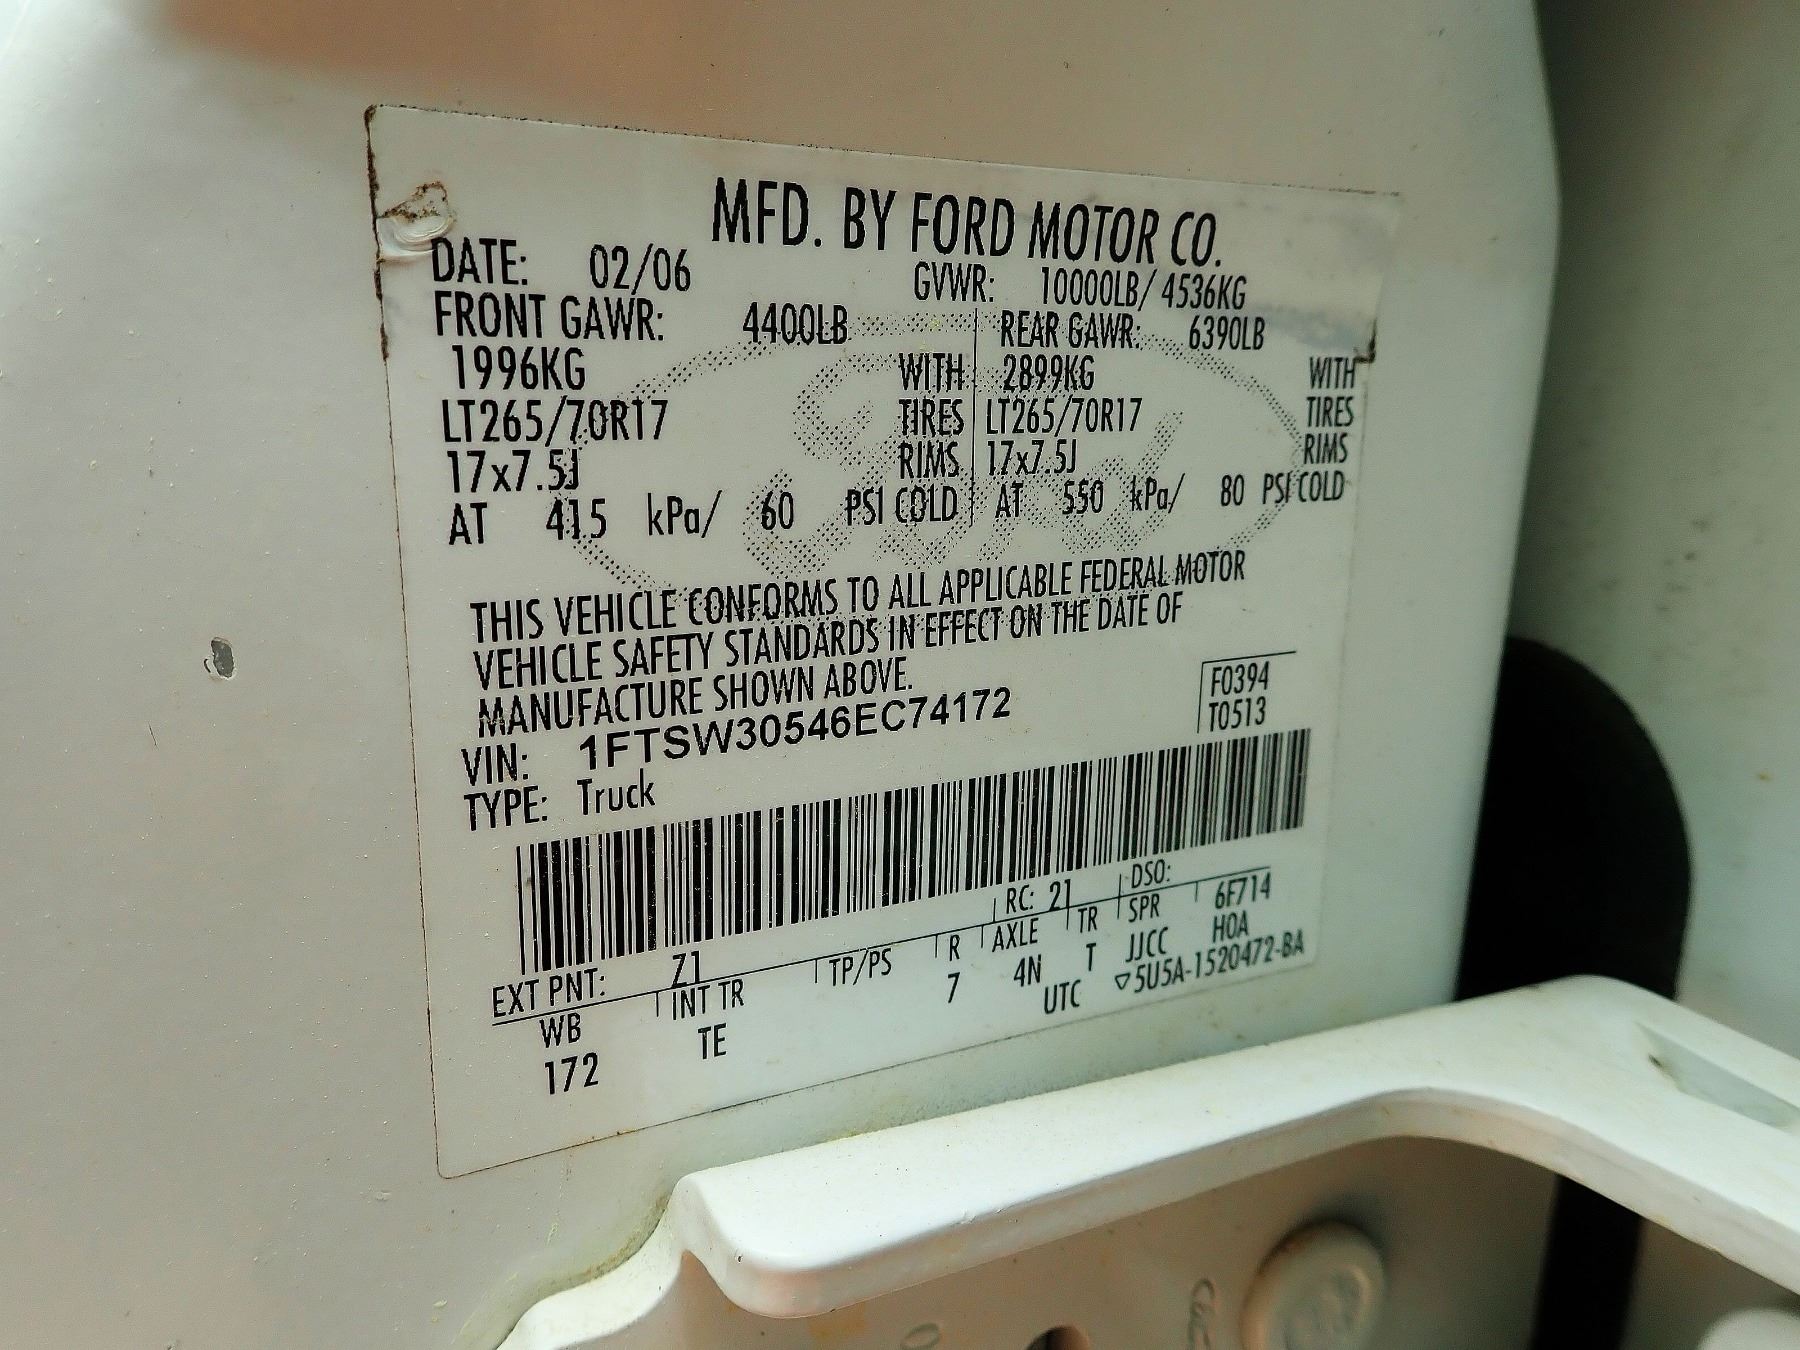 MFD. BY FORD MOTOR CO.
DATE: 02/06 GVWR: 10000LB/ 4536KG
FRONT GAWR: 4400LB REAR GAWR: 6390LB
1996KG WITH 2899KG WITH
LT265/70R17 TIRES LT265/70R17 TIRES
17x7.5J RIMS 17x7.5J RIMS
AT 415 kPa/ 60 PSI COLD AT 550 kPa/ 80 PSI COLD
Ford
THIS VEHICLE CONFORMS TO ALL APPLICABLE FEDERAL MOTOR
VEHICLE SAFETY STANDARDS IN EFFECT ON THE DATE OF
MANUFACTURE SHOWN ABOVE.
F0394
VIN: 1FTSW30546EC74172 T0513
TYPE: Truck
EXT PNT: Z1 RC: 21 DSO:
WB INT TR TP/PS R AXLE TR SPR 6F714
172 TE 7 4N T JJCC H0A
UTC ▽5U5A-1520472-BA